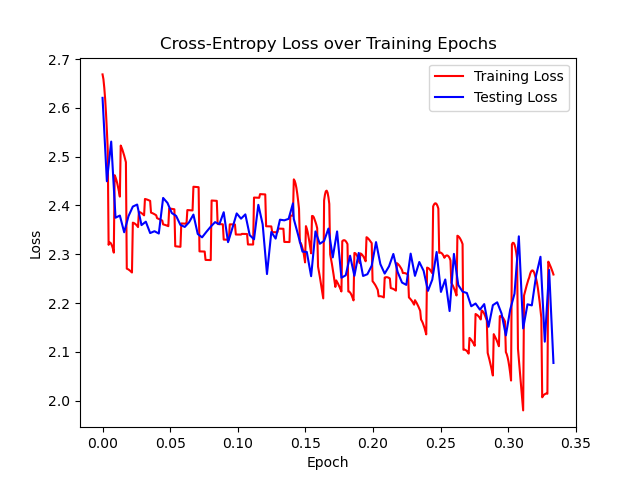 Cross-Entropy Loss over Training Epochs
Training Loss
Testing Loss
Loss
2.7
2.6
2.5
2.4
2.3
2.2
2.1
2.0
0.00 0.05 0.10 0.15 0.20 0.25 0.30 0.35
Epoch